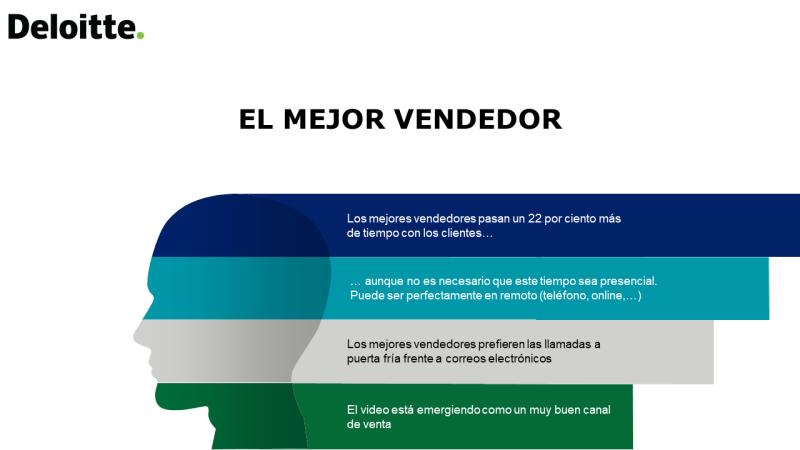 Deloitte.
EL MEJOR VENDEDOR
Los mejores vendedores pasan un 22 por ciento más
de tiempo con los clientes…
… aunque no es necesario que este tiempo sea presencial.
Puede ser perfectamente en remoto (teléfono, online,…)
Los mejores vendedores prefieren las llamadas a
puerta fría frente a correos electrónicos
El video está emergiendo como un muy buen canal
de venta